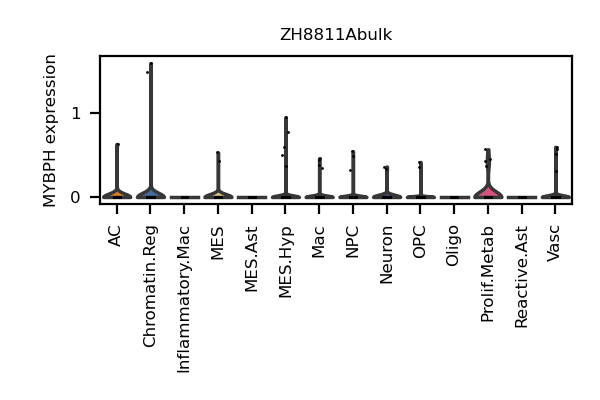 ZH8811Abulk
MYBPH expression
1
0
AC
Chromatin.Reg
Inflammatory.Mac
MES
MES.Ast
MES.Hyp
Mac
NPC
Neuron
OPC
Oligo
Prolif.Metab
Reactive.Ast
Vasc